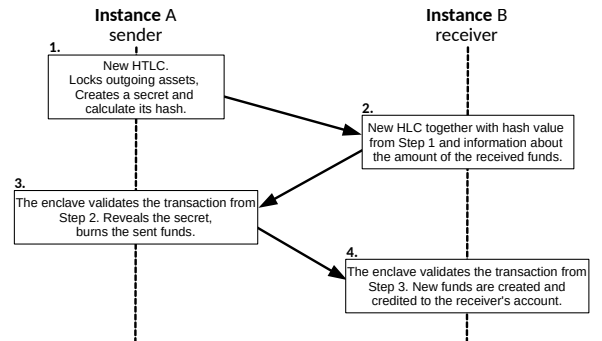 Instance A
sender
Instance B
receiver
1.
New HTLC.
Locks outgoing assets,
Creates a secret and
calculate its hash.
2.
New HLC together with hash value
from Step 1 and information about
the amount of the received funds.
3.
The enclave validates the transaction from
Step 2. Reveals the secret,
burns the sent funds.
4.
The enclave validates the transaction from
Step 3. New funds are created and
credited to the receiver's account.